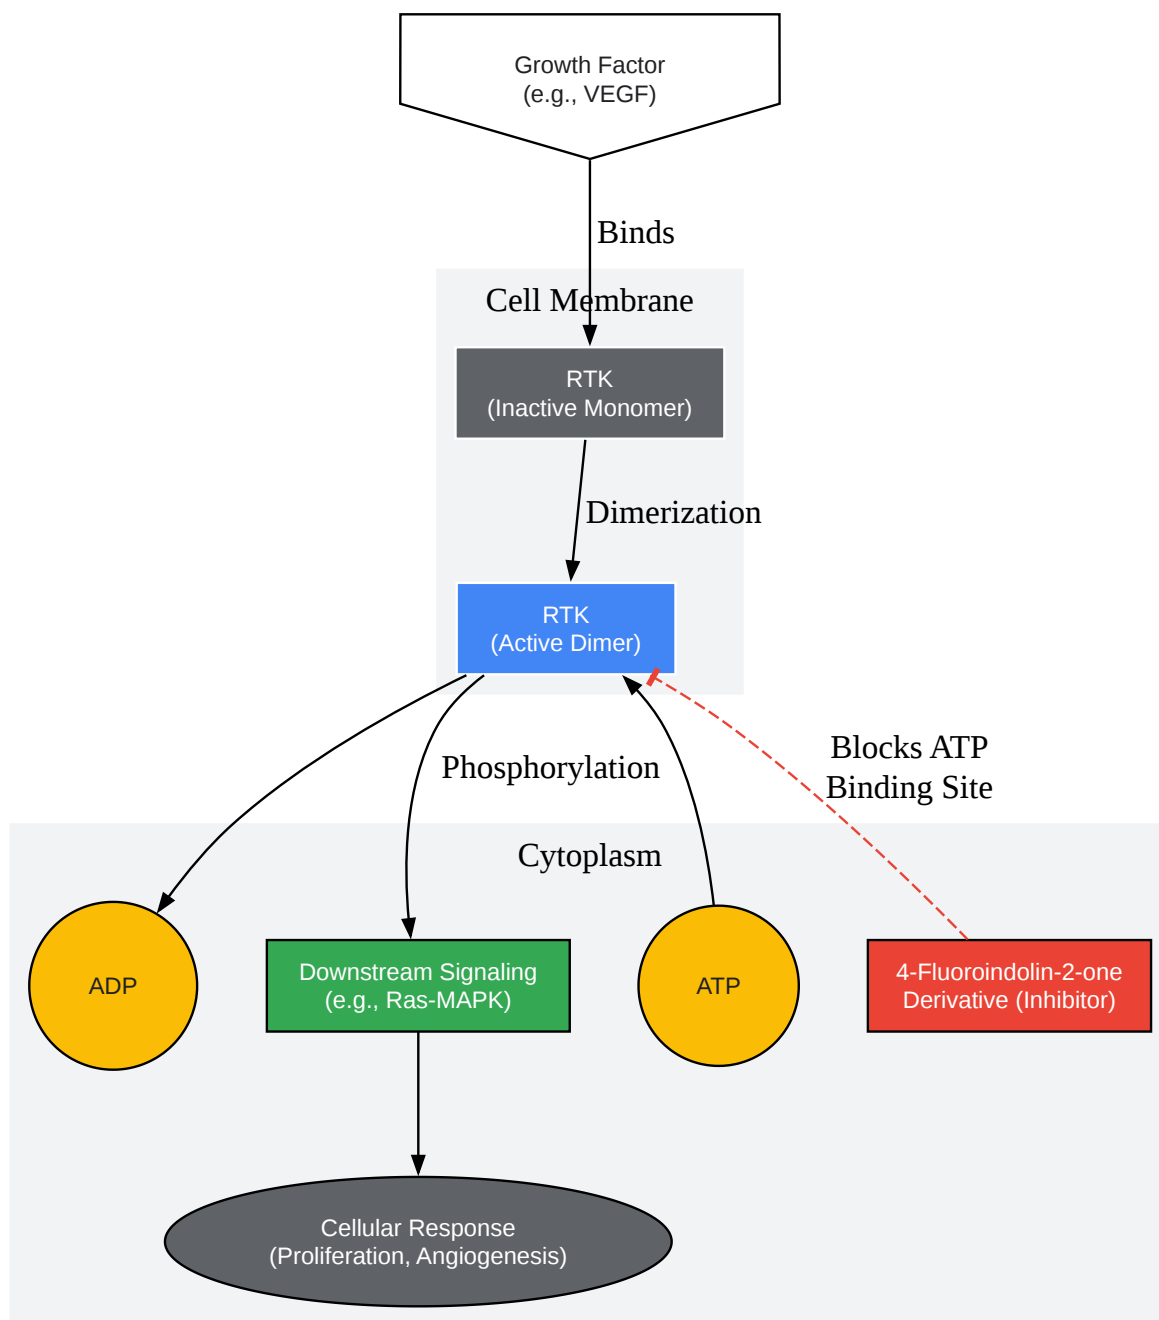 Growth Factor
(e.g., VEGF)
Binds
Cell Membrane
RTK
(Inactive Monomer)
Dimerization
RTK
(Active Dimer)
Phosphorylation
Blocks ATP
Binding Site
Cytoplasm
ADP
Downstream Signaling
(e.g., Ras-MAPK)
ATP
4-Fluoroindolin-2-one
Derivative (Inhibitor)
Cellular Response
(Proliferation, Angiogenesis)